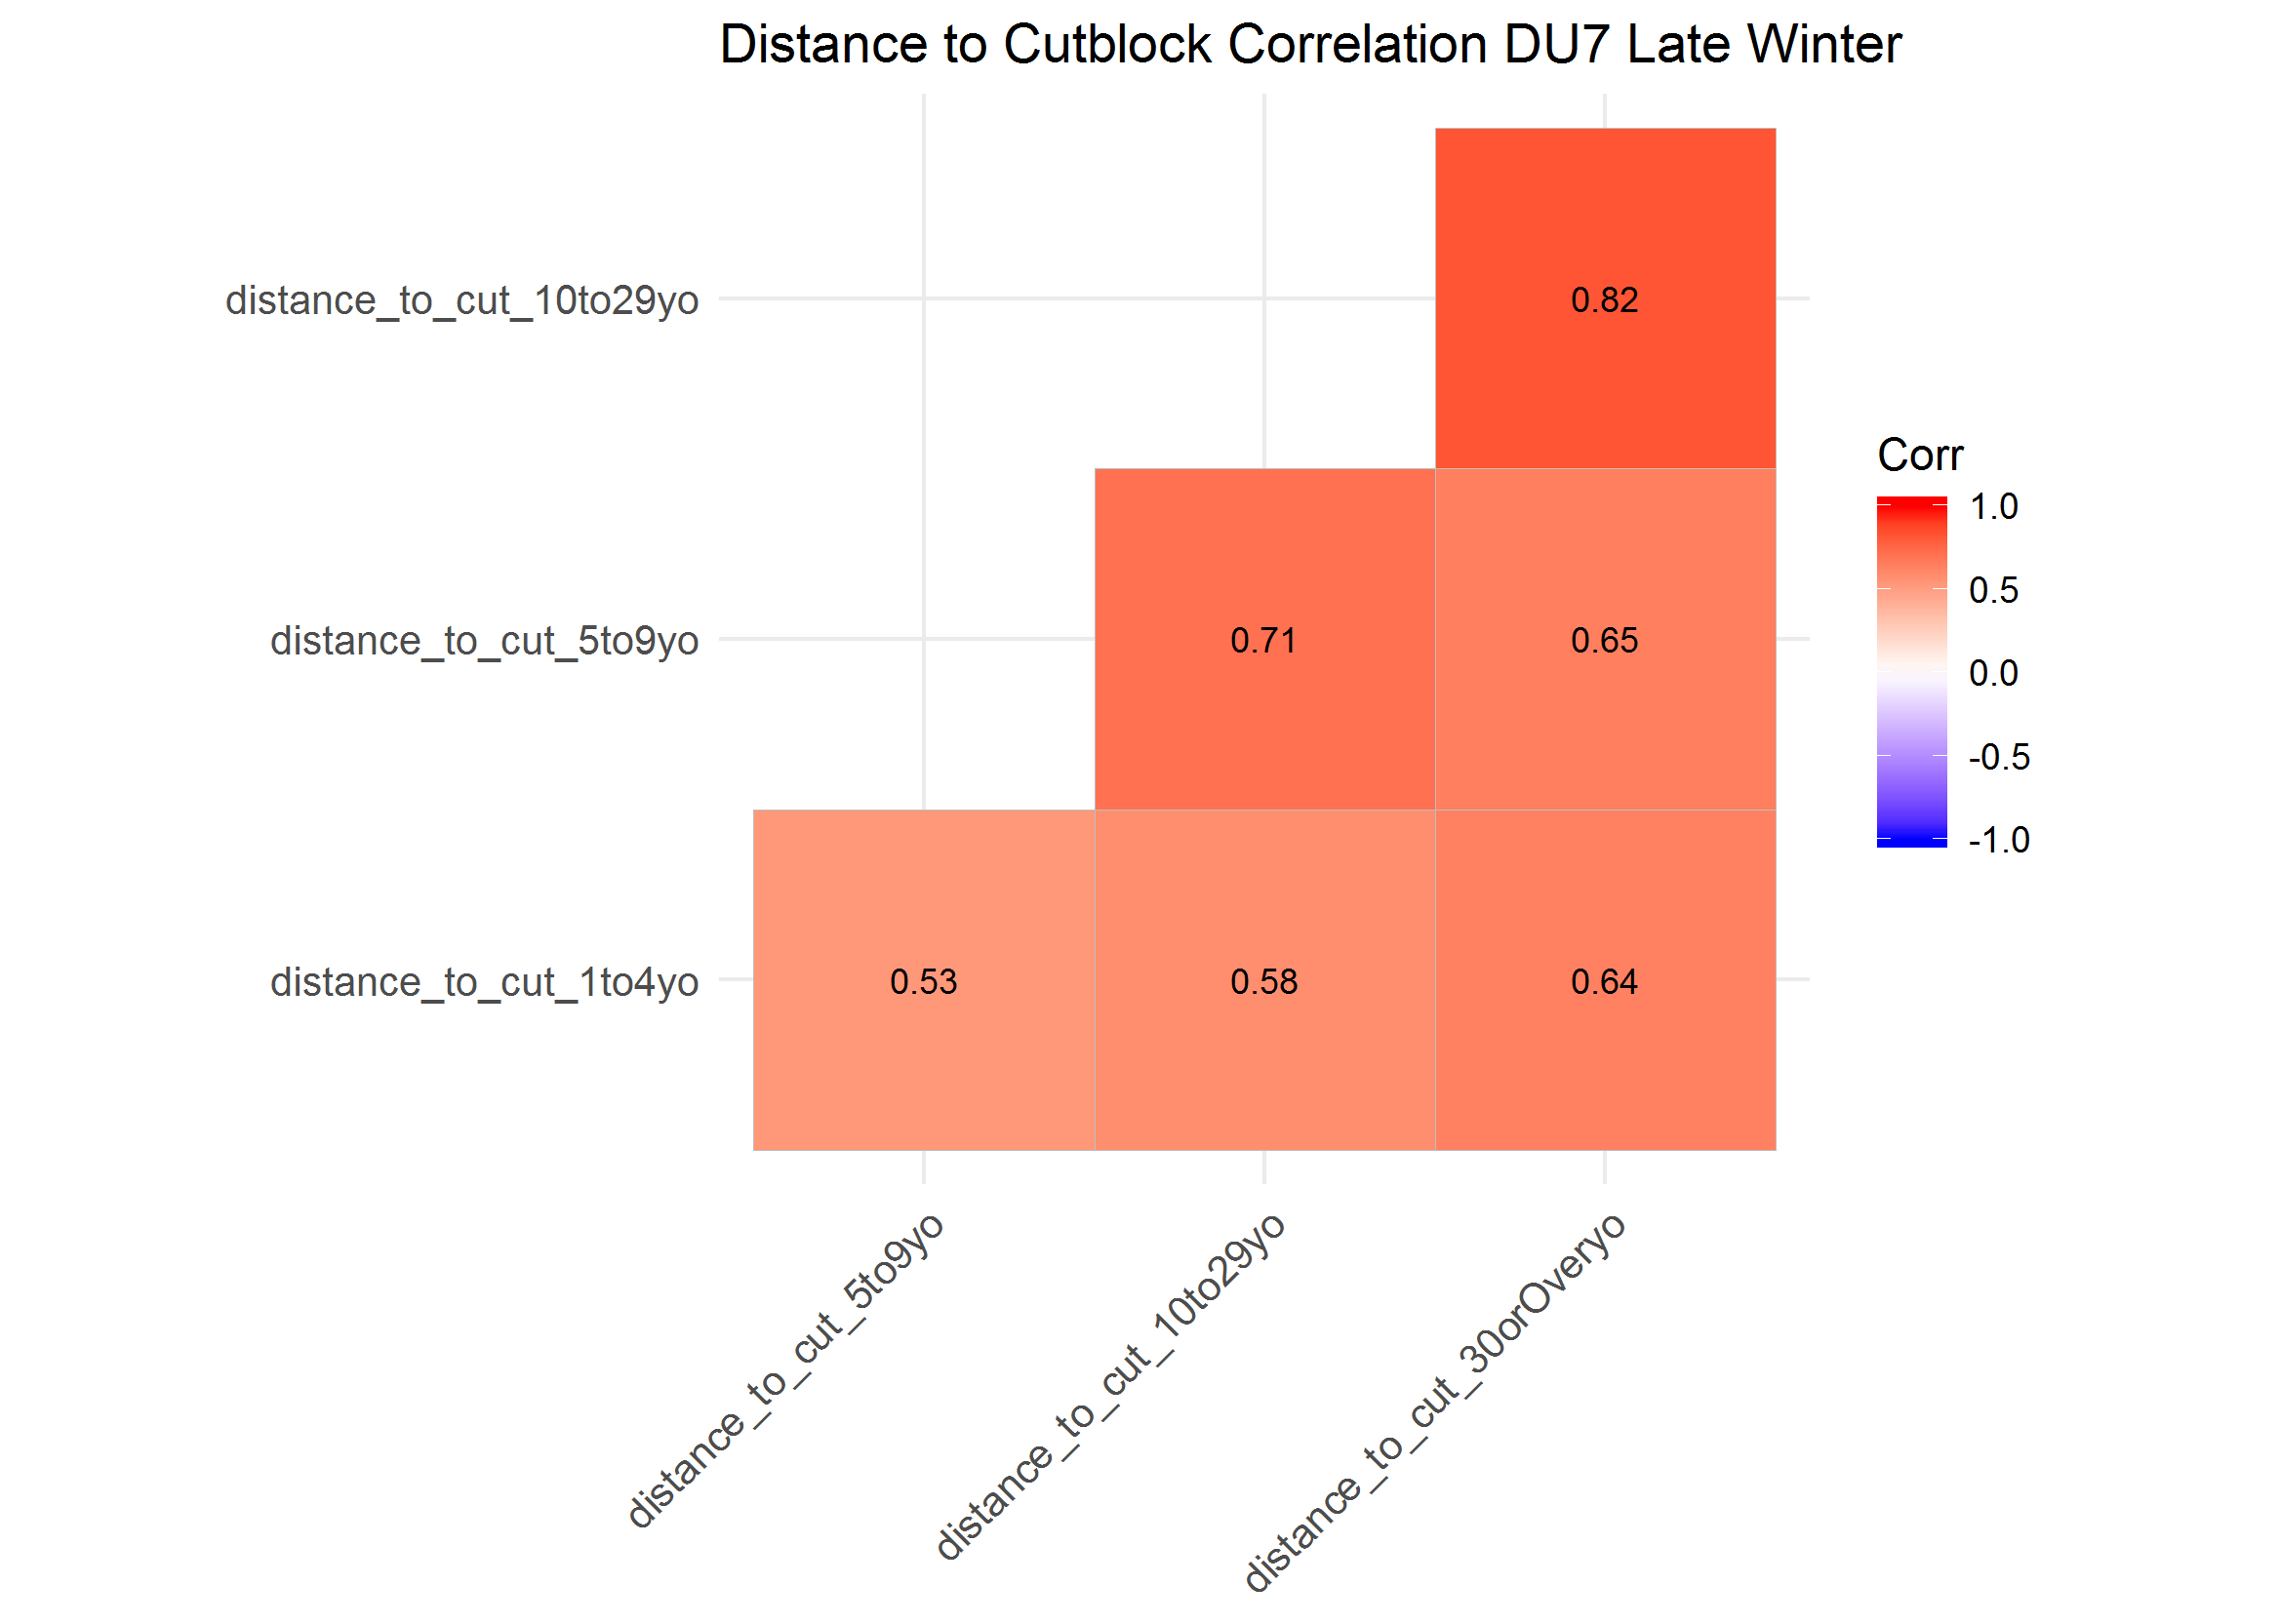 Distance to Cutblock Correlation DU7 Late Winter
distance_to_cut_10to29yo
0.82
distance_to_cut_5to9yo
0.71
0.65
distance_to_cut_1to4yo
0.53
0.58
0.64
distance_to_cut_5to9yo
distance_to_cut_10to29yo
distance_to_cut_30orOveryo
Corr
1.0
0.5
0.0
-0.5
-1.0